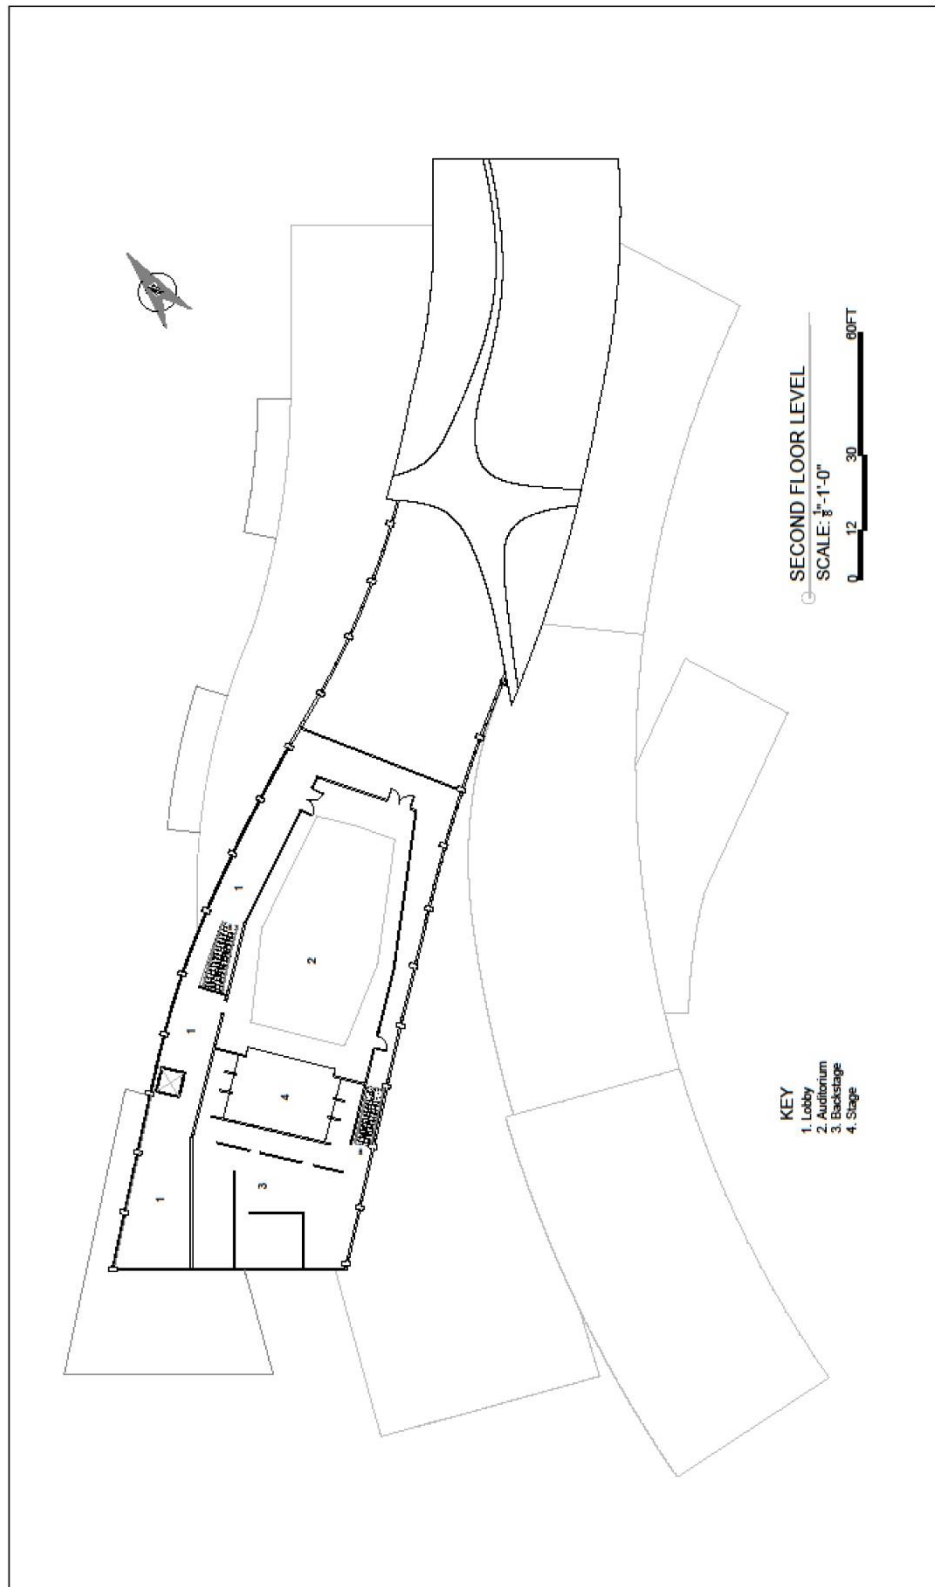 SECOND FLOOR LEVEL
SCALE: 1/8"-1'-0"
0 12 30 60FT
KEY
1. Lobby
2. Auditorium
3. Backstage
4. Stage
1
1
1
2
3
4